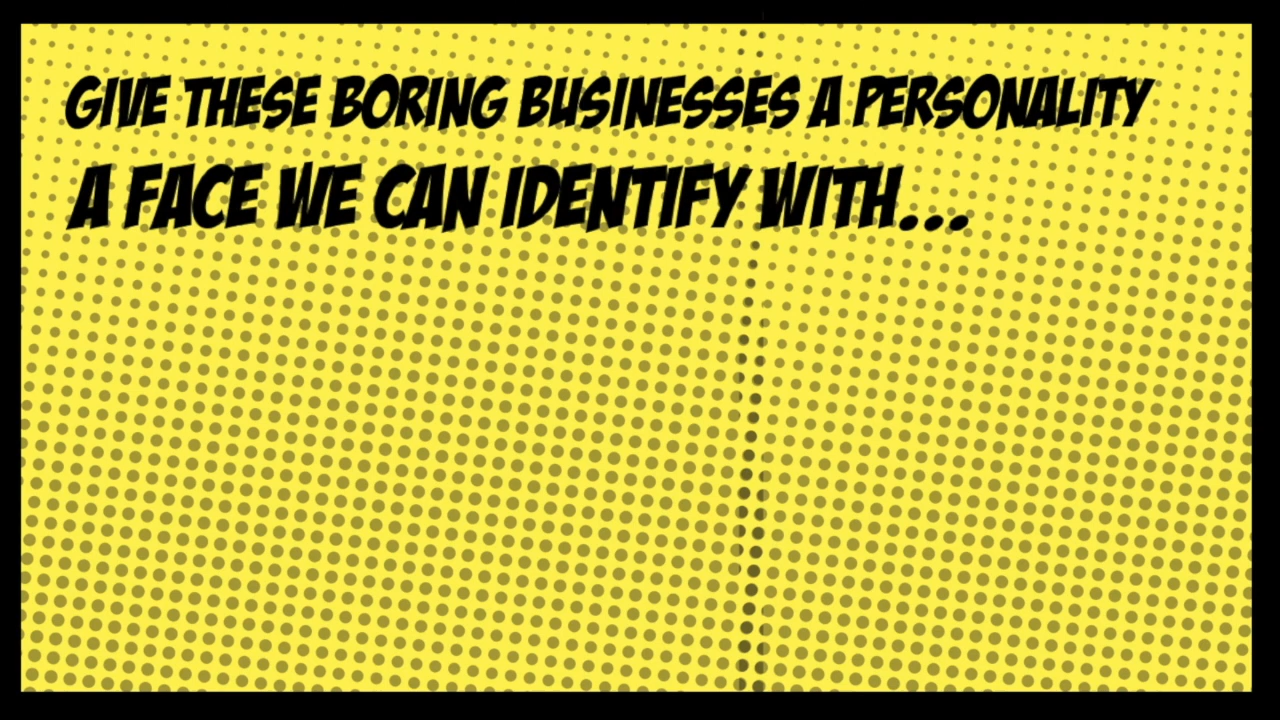 GIVE THESE BORING BUSINESSES A PERSONALITY
A FACE WE CAN IDENTIFY WITH...